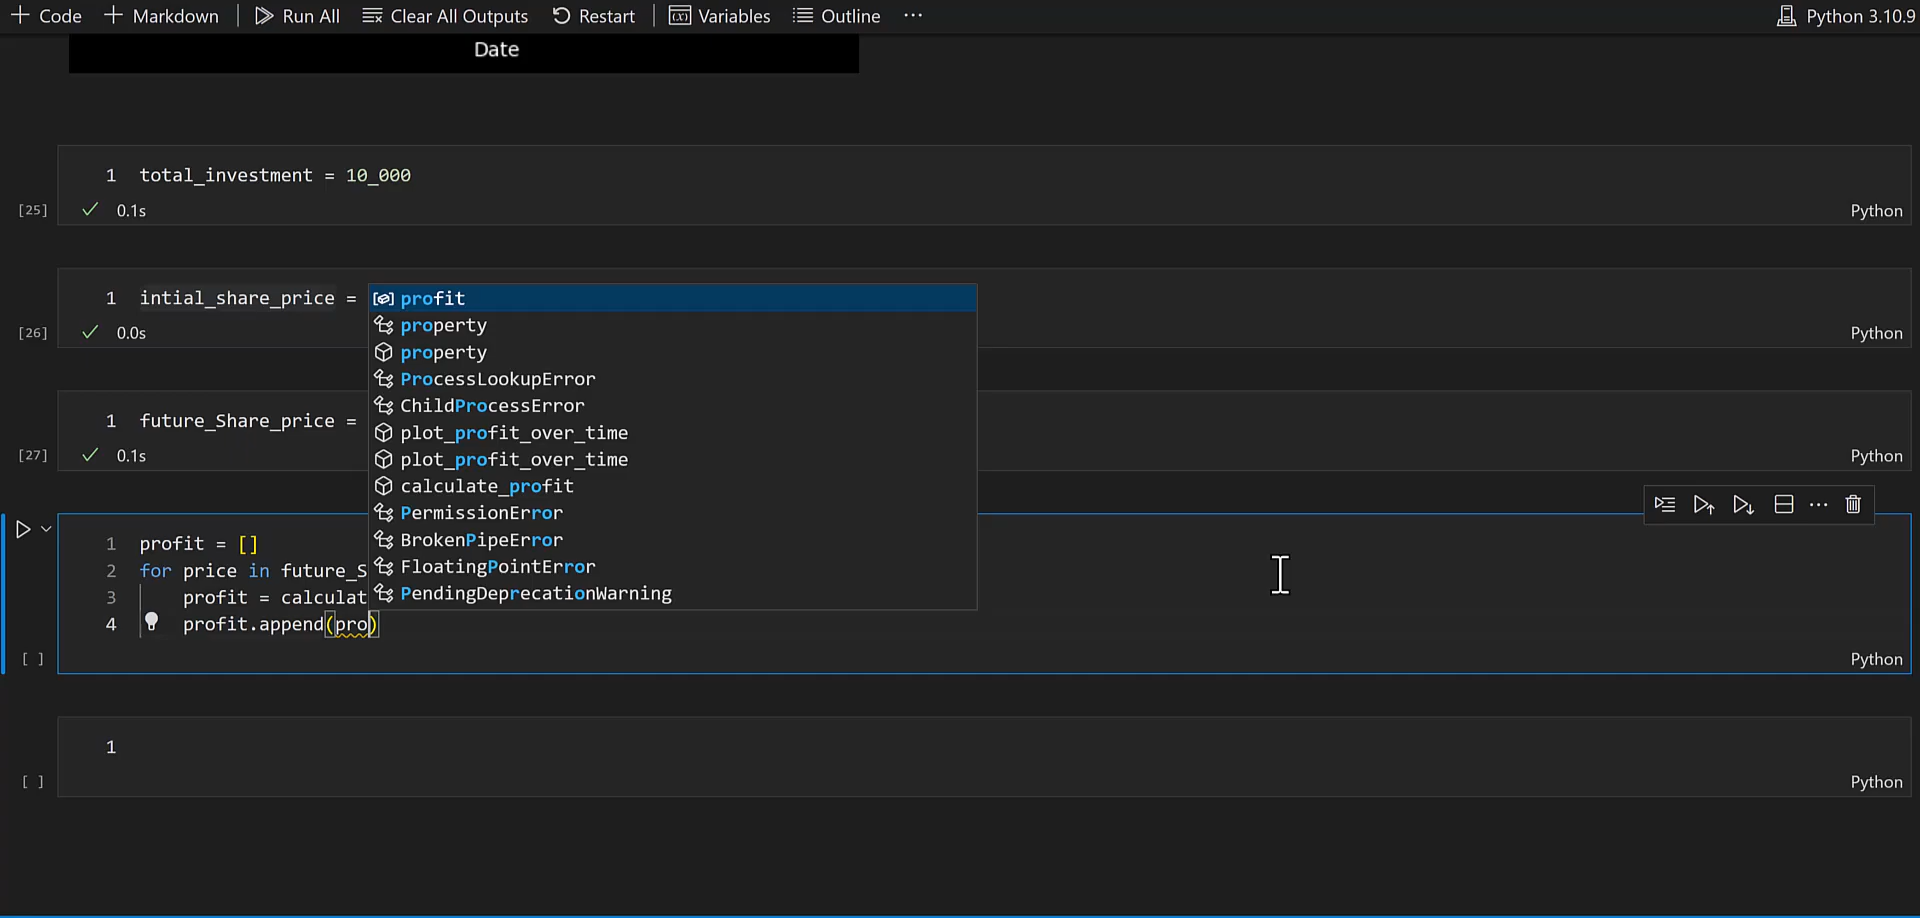 Code Markdown Run All Clear All Outputs Restart Variables Outline ... Python 3.10.9
Date
1 total_investment = 10_000
[25] 0.1s Python
1 intial_share_price =
[26] 0.0s Python
1 future_Share_price =
[27] 0.1s Python
profit
property
property
ProcessLookupError
ChildProcessError
plot_profit_over_time
plot_profit_over_time
calculate_profit
PermissionError
BrokenPipeError
FloatingPointError
PendingDeprecationWarning
1 profit = []
2 for price in future_S
3 profit = calculat
4 profit.append(pro)
[ ] Python
1
[ ] Python